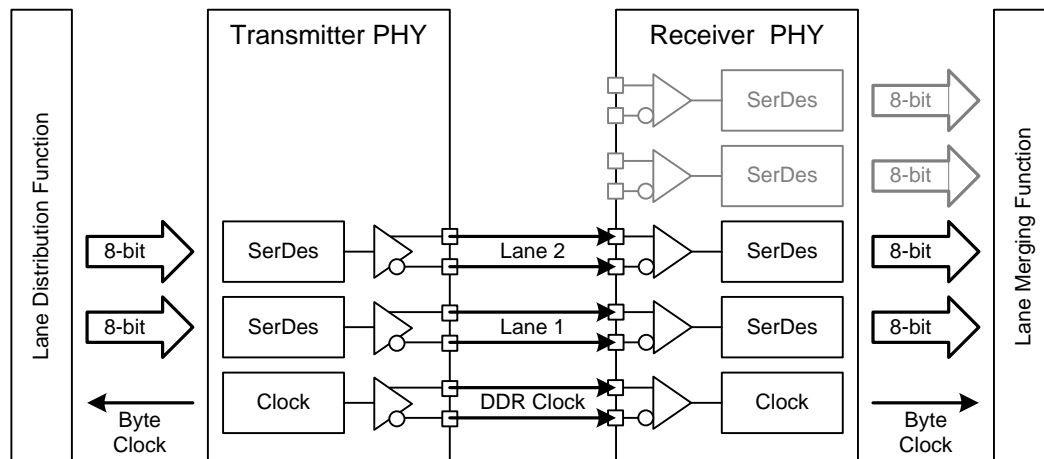 Transmitter PHY
Receiver PHY
SerDes
8-bit
SerDes
8-bit
Lane Distribution Function
8-bit
SerDes
Lane 2
SerDes
8-bit
8-bit
SerDes
Lane 1
SerDes
8-bit
Lane Merging Function
Byte
Clock
Clock
DDR Clock
Clock
Byte
Clock